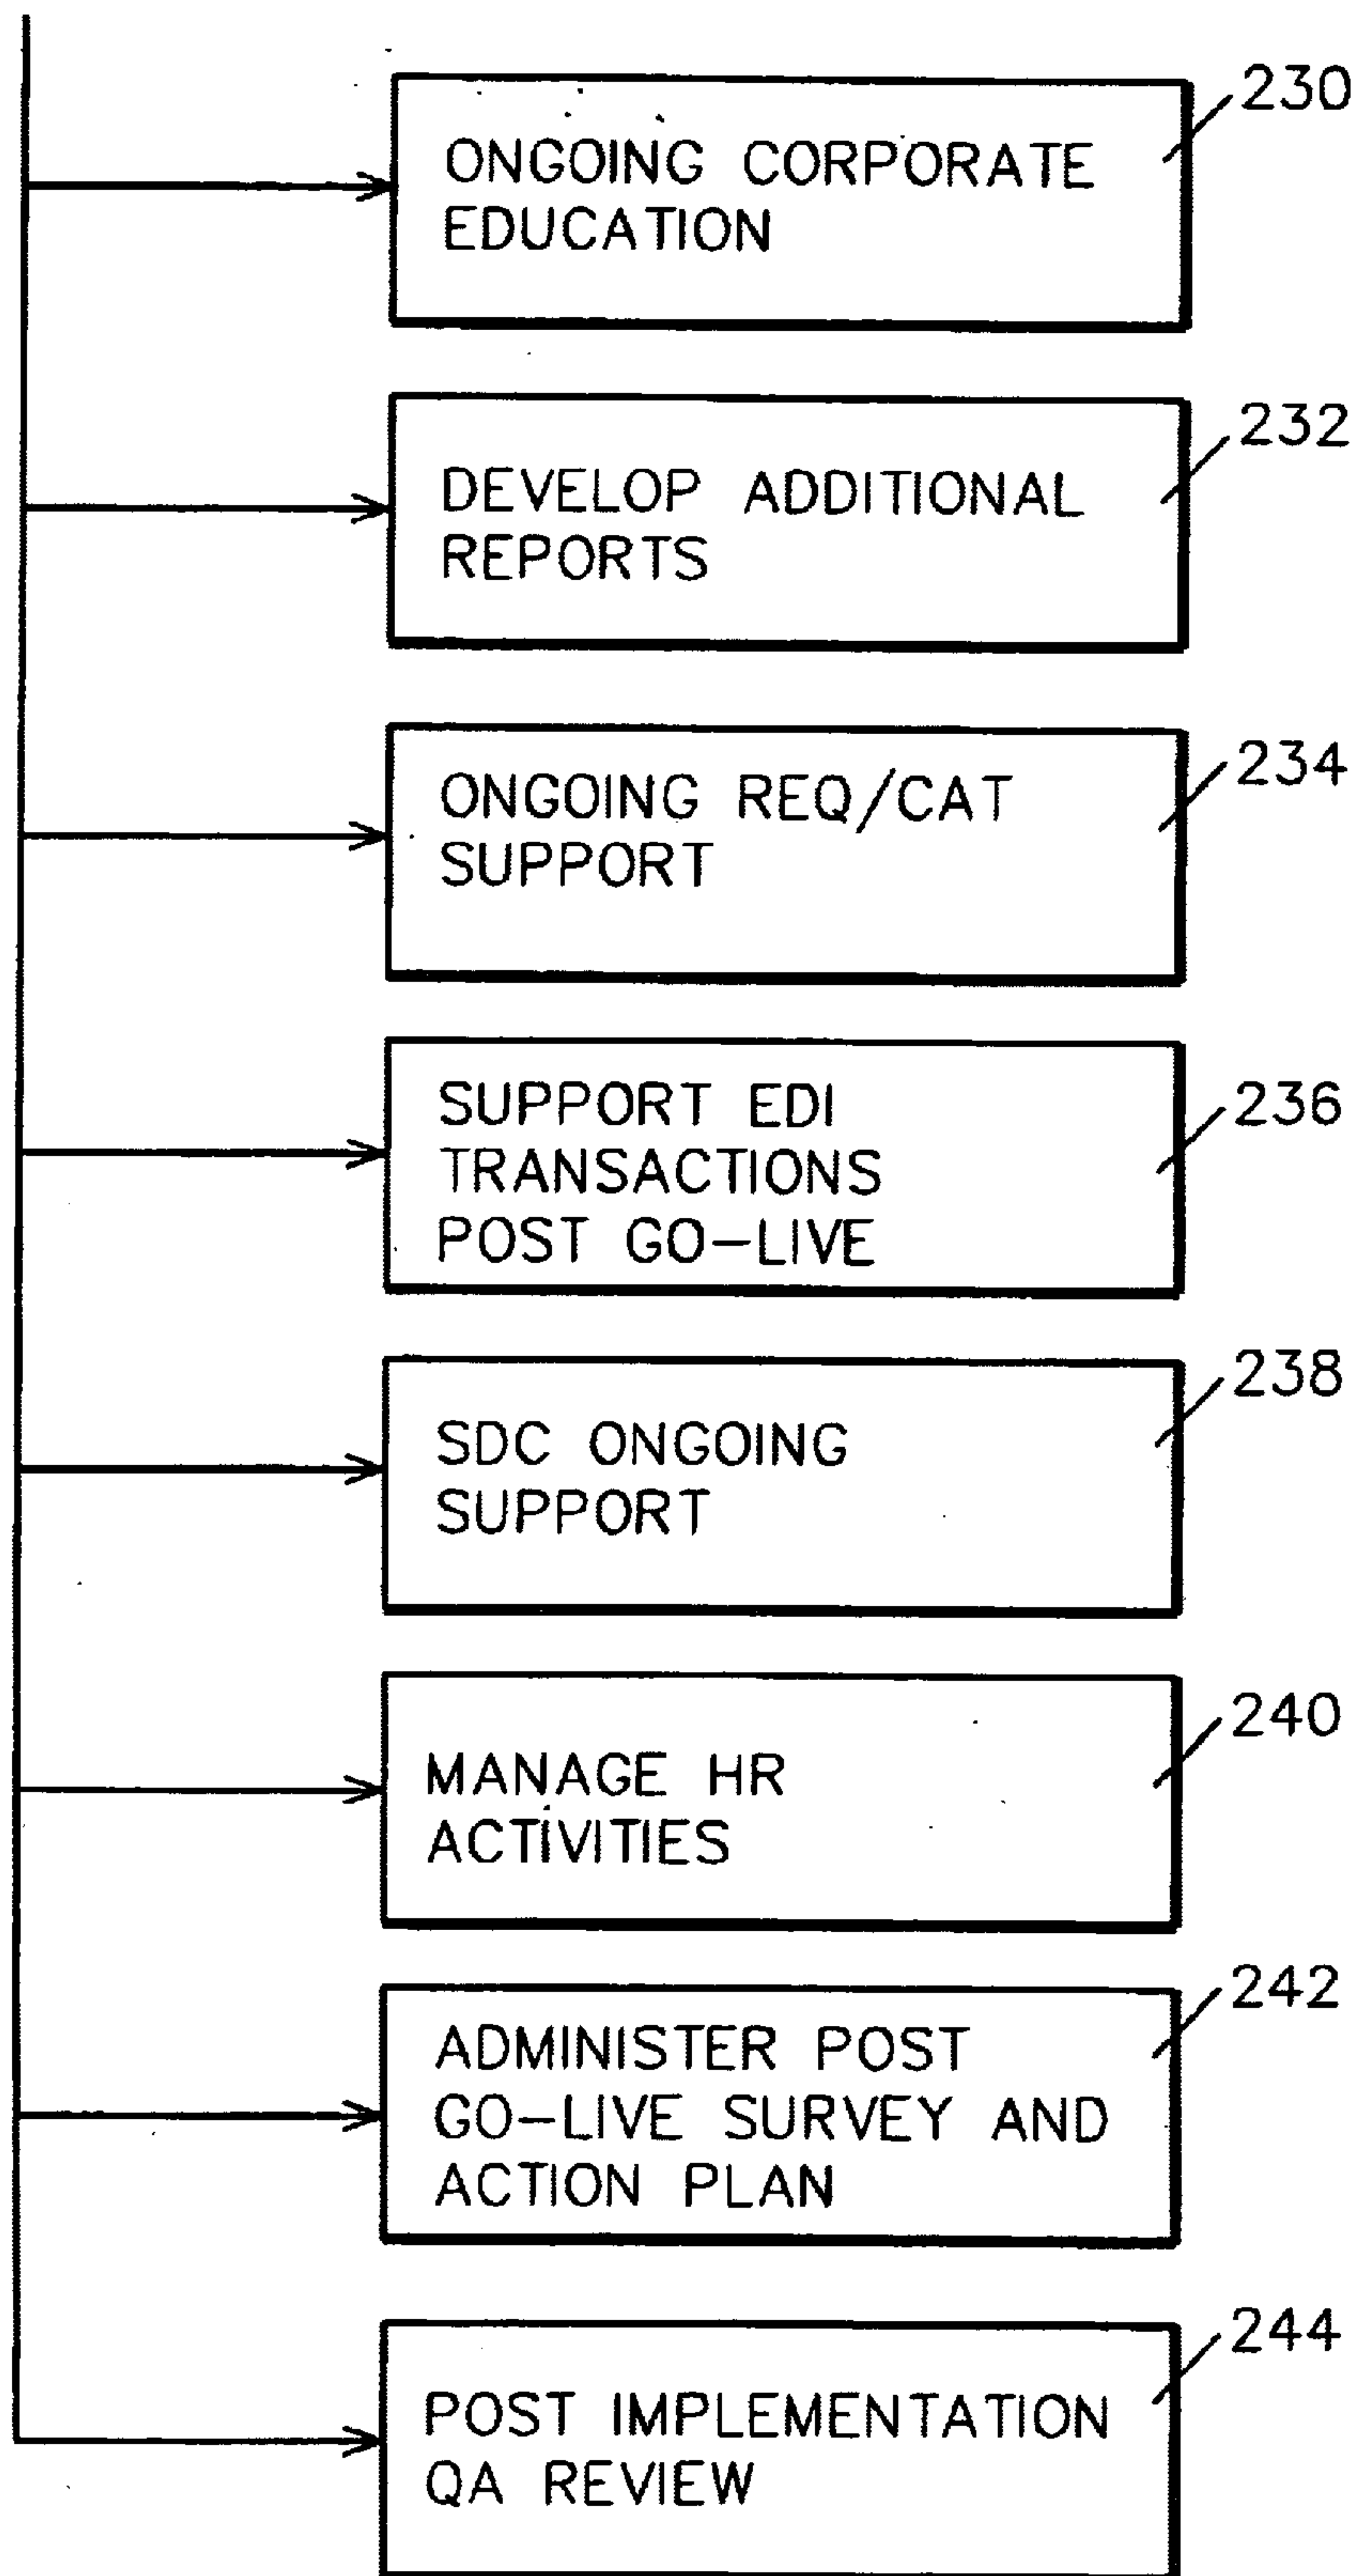 230
ONGOING CORPORATE
EDUCATION
232
DEVELOP ADDITIONAL
REPORTS
234
ONGOING REQ/CAT
SUPPORT
236
SUPPORT EDI
TRANSACTIONS
POST GO-LIVE
238
SDC ONGOING
SUPPORT
240
MANAGE HR
ACTIVITIES
242
ADMINISTER POST
GO-LIVE SURVEY AND
ACTION PLAN
244
POST IMPLEMENTATION
QA REVIEW